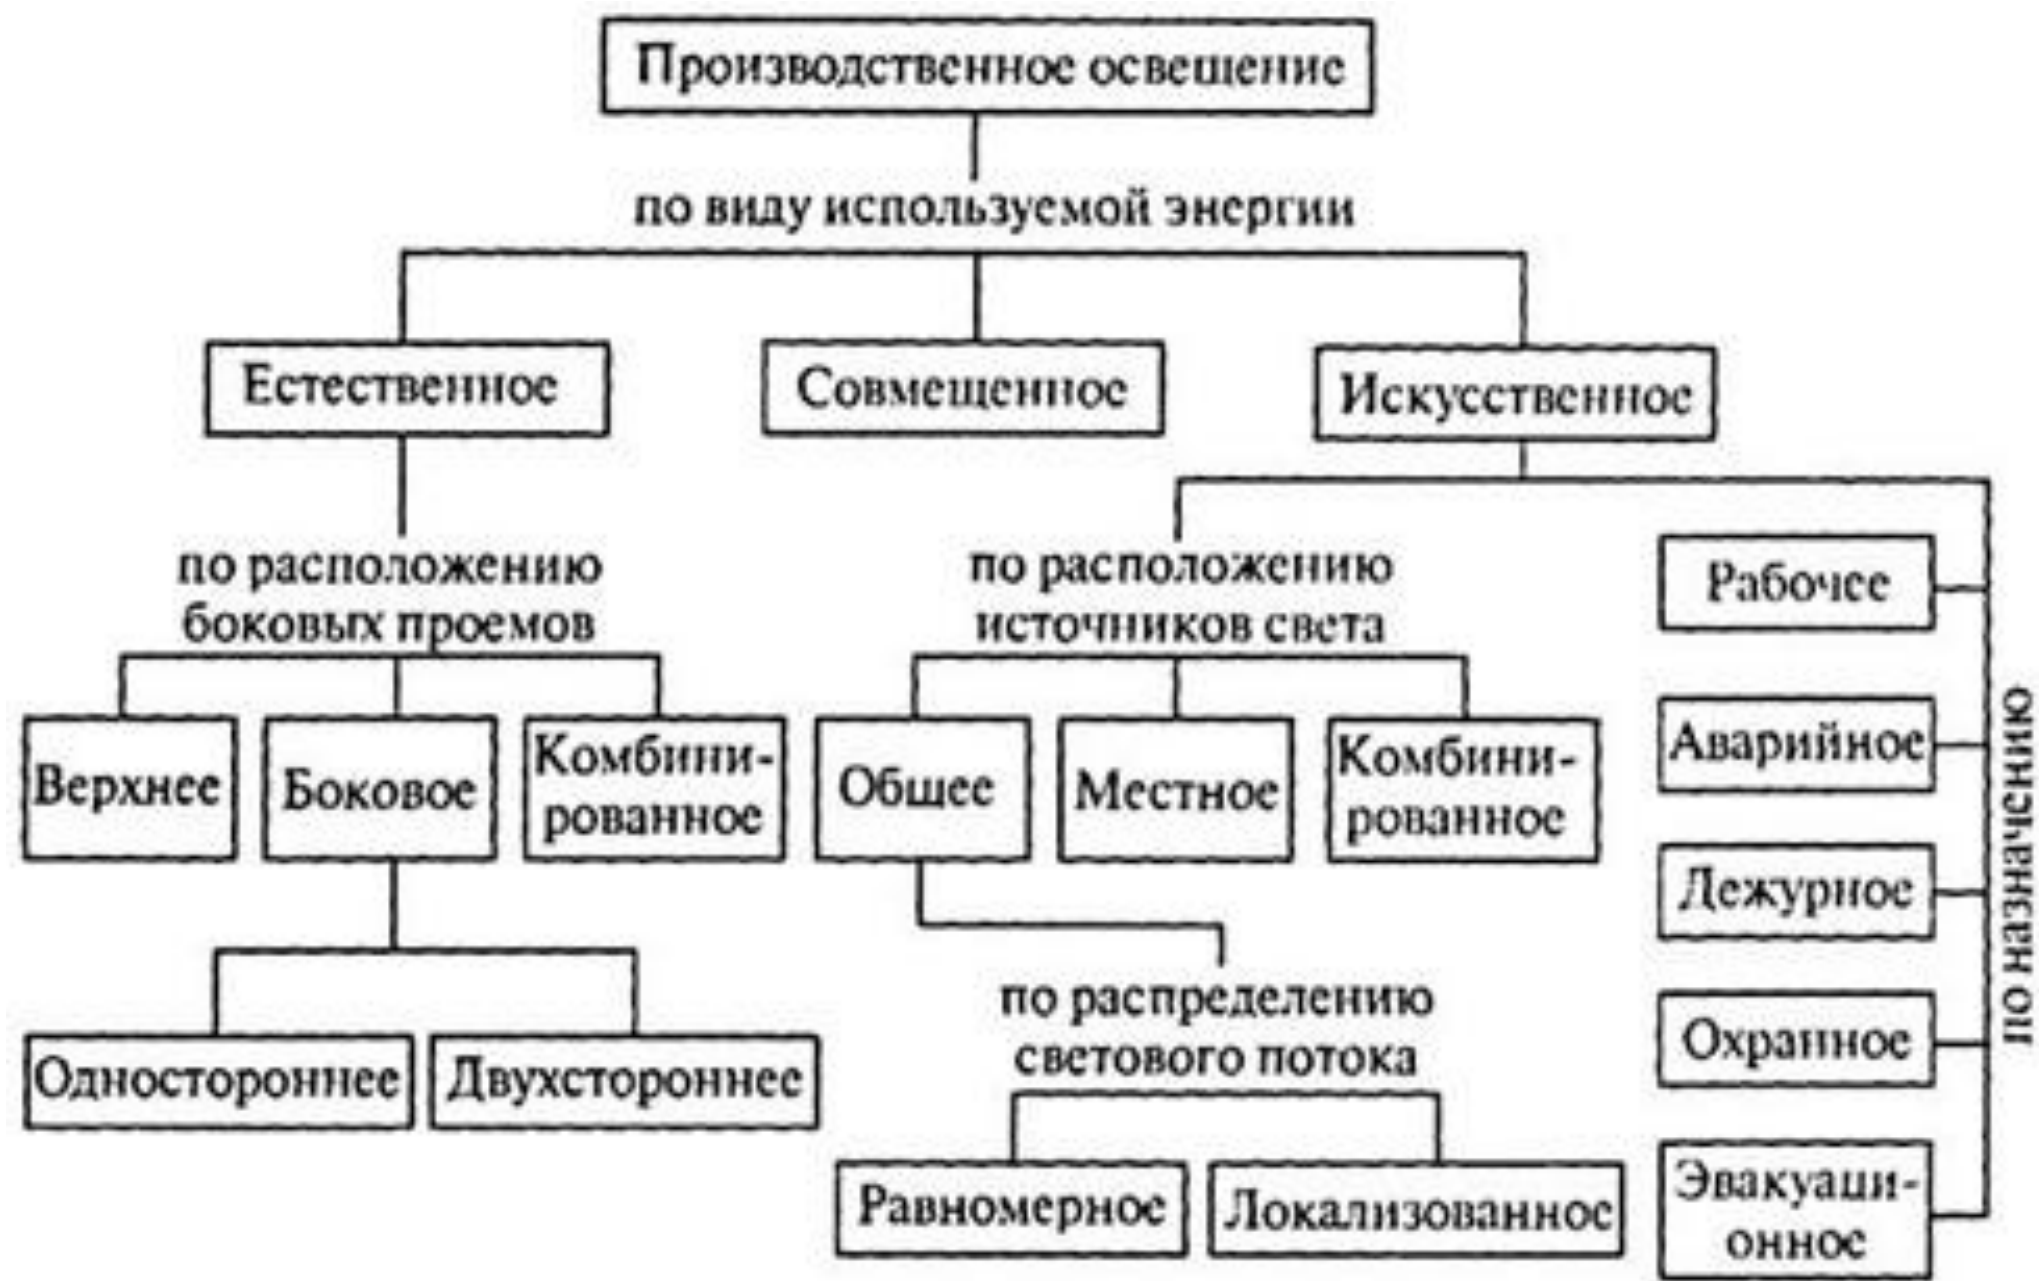 Производственное освещение
по виду используемой энергии
Естественное
Совмещенное
Искусственное
по расположению
боковых проемов
по расположению
источников света
Верхнее
Боковое
Комбини-
рованное
Общее
Местное
Комбини-
рованное
Одностороннее
Двухстороннее
по распределению
светового потока
Равномерное
Локализованное
Рабочее
Аварийное
Дежурное
Охранное
Эвакуаци-
онное
по назначению